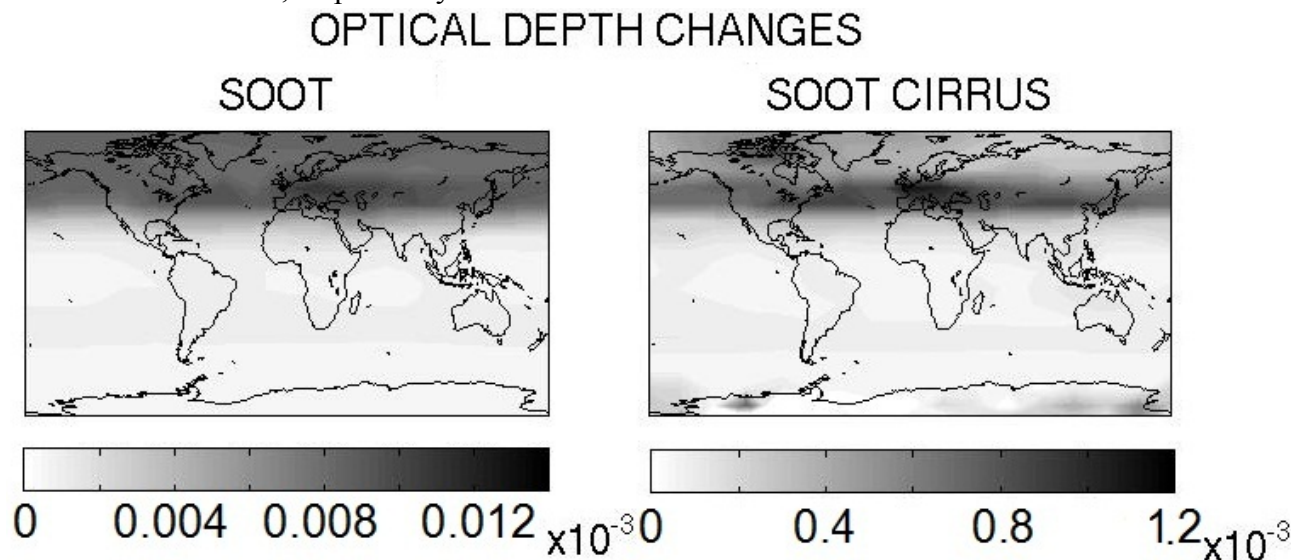 OPTICAL DEPTH CHANGES
SOOT
SOOT CIRRUS
0 0.004 0.008 0.012 x10⁻³
0 0.4 0.8 1.2 x10⁻³